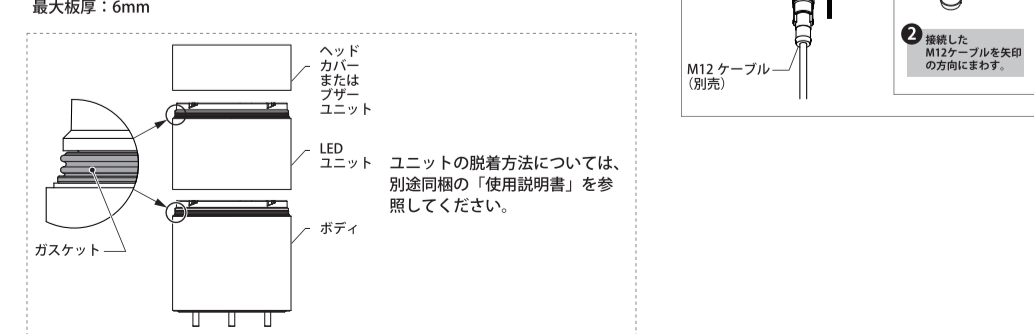 最大板厚：6mm
ヘッド
カバー
または
ブザー
ユニット
LED
ユニット
ユニットの脱着方法については、
別途同梱の「使用説明書」を参
照してください。
ボディ
ガスケット
M12 ケーブル
（別売）
2 接続した
M12ケーブルを矢印
の方向にまわす。